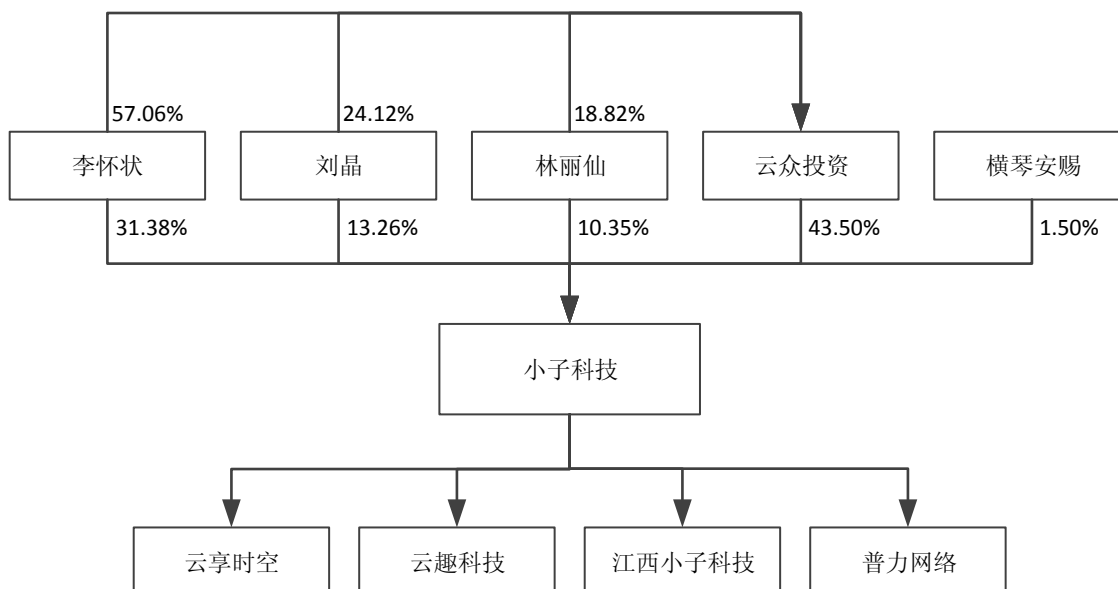 57.06%
24.12%
18.82%
李怀状
刘晶
林丽仙
云众投资
横琴安赐
31.38%
13.26%
10.35%
43.50%
1.50%
小子科技
云享时空
云趣科技
江西小子科技
普力网络